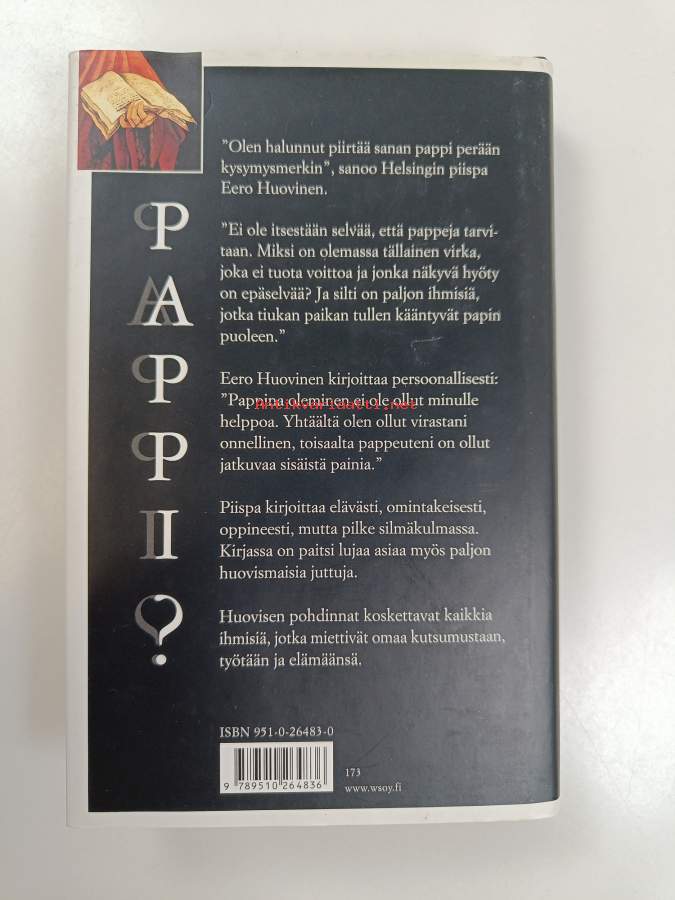 "Olen halunnut piirtää sanan pappi perään
kysymysmerkin", sanoo Helsingin piispa
Eero Huovinen.
"Ei ole itsestään selvää, että pappeja tarvi-
taan. Miksi on olemassa tällainen virka,
joka ei tuota voittoa ja jonka näkyvä hyöty
on epäselvää? Ja silti on paljon ihmisiä,
jotka tiukan paikan tullen kääntyvät papin
puoleen."
Eero Huovinen kirjoittaa persoonallisesti:
"Pappina oleminen ei ole ollut minulle
Antikvariaatti.net
helppoa. Yhtäältä olen ollut virastani
onnellinen, toisaalta pappeuteni on ollut
jatkuvaa sisäistä painia."
Piispa kirjoittaa elävästi, omintakeisesti,
oppineesti, mutta pilke silmäkulmassa.
Kirjassa on paitsi lujaa asiaa myös paljon
huovismaisia juttuja.
Huovisen pohdinnat koskettavat kaikkia
ihmisiä, jotka miettivät omaa kutsumustaan,
työtään ja elämäänsä.
P
A
P
P
I
?
ISBN 951-0-26483-0
9 789510 264836
173
www.wsoy.fi